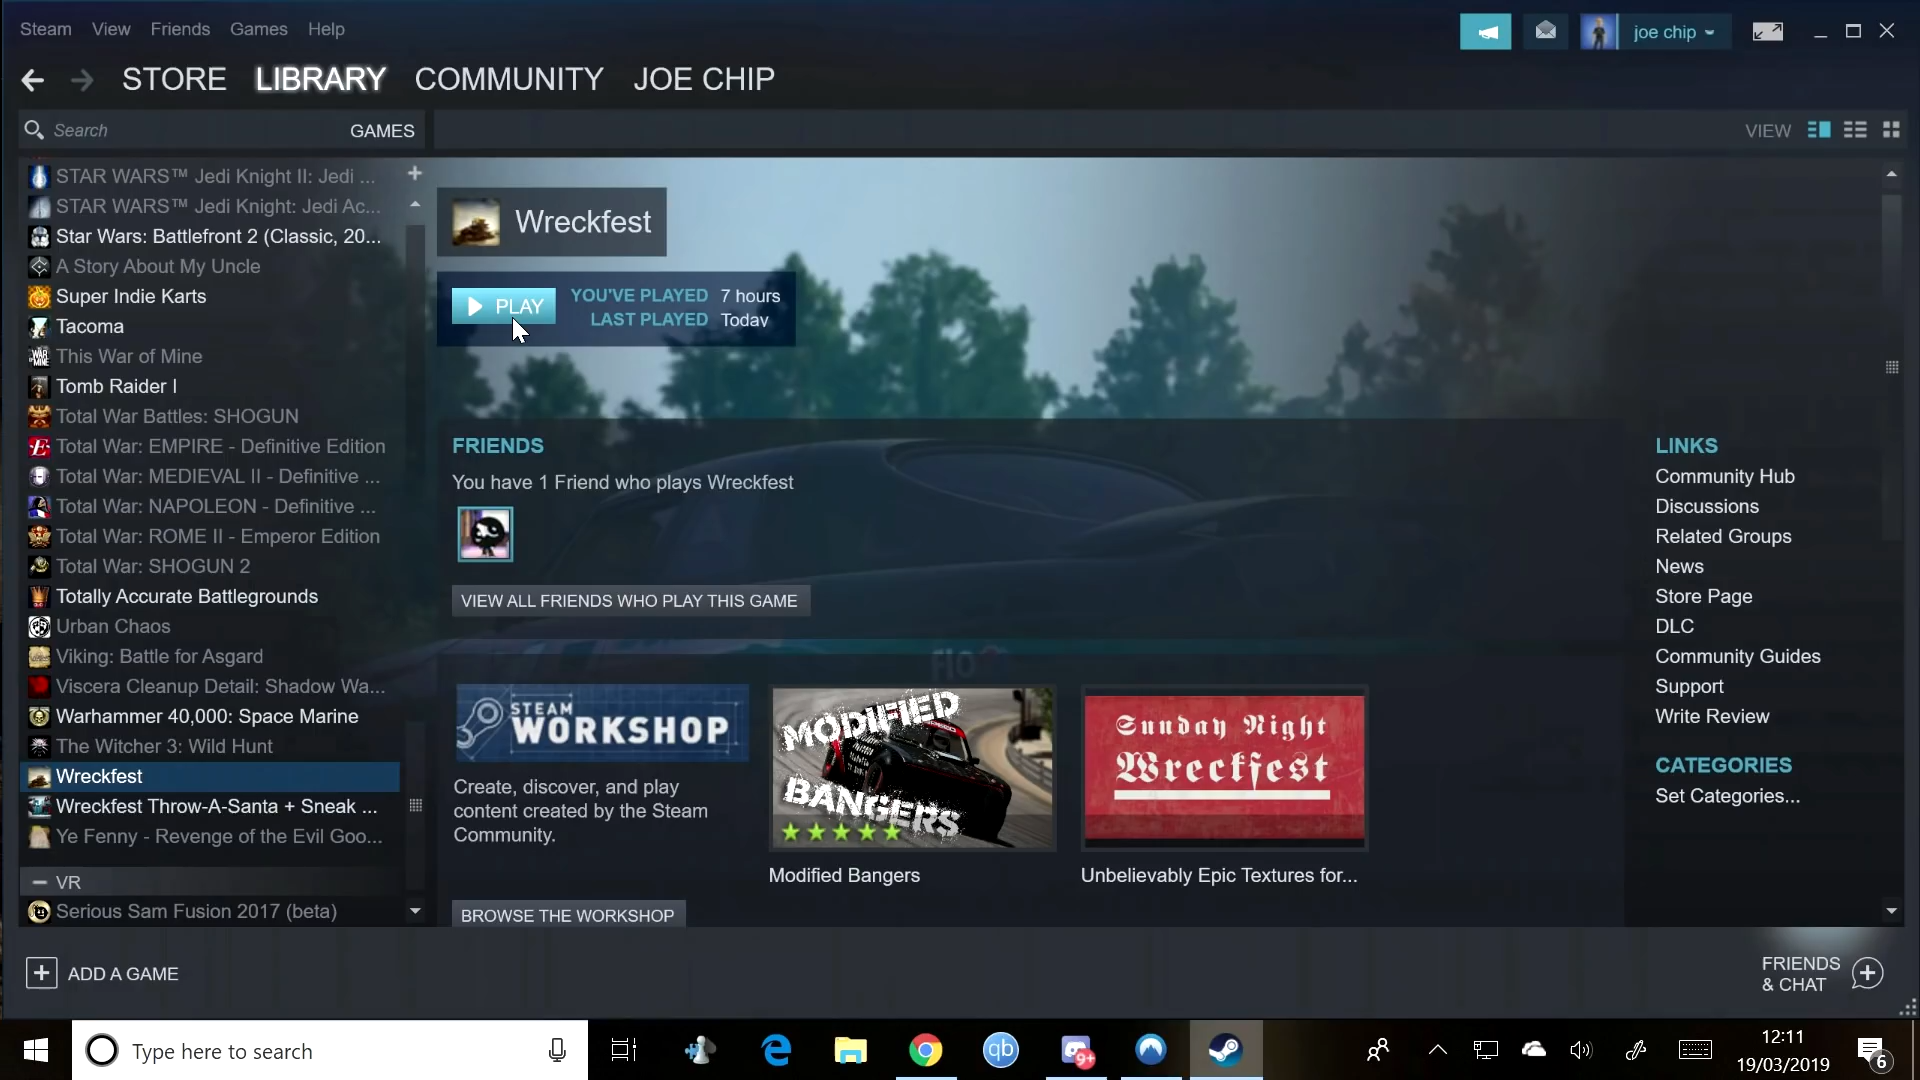 Steam View Friends Games Help
joe chip
STORE LIBRARY COMMUNITY JOE CHIP
Search GAMES
VIEW
STAR WARS™ Jedi Knight II: Jedi ...
STAR WARS™ Jedi Knight: Jedi Ac...
Star Wars: Battlefront 2 (Classic, 20...
A Story About My Uncle
Super Indie Karts
Tacoma
This War of Mine
Tomb Raider I
Total War Battles: SHOGUN
Total War: EMPIRE - Definitive Edition
Total War: MEDIEVAL II - Definitive ...
Total War: NAPOLEON - Definitive ...
Total War: ROME II - Emperor Edition
Total War: SHOGUN 2
Totally Accurate Battlegrounds
Urban Chaos
Viking: Battle for Asgard
Viscera Cleanup Detail: Shadow Wa...
Warhammer 40,000: Space Marine
The Witcher 3: Wild Hunt
Wreckfest
Wreckfest Throw-A-Santa + Sneak ...
Ye Fenny - Revenge of the Evil Goo...
VR
Serious Sam Fusion 2017 (beta)
Wreckfest
PLAY
YOU'VE PLAYED 7 hours
LAST PLAYED Today
FRIENDS
You have 1 Friend who plays Wreckfest
VIEW ALL FRIENDS WHO PLAY THIS GAME
STEAM
WORKSHOP
Create, discover, and play
content created by the Steam
Community.
BROWSE THE WORKSHOP
MODIFIED
BANGERS
Modified Bangers
Sunday Night
Wreckfest
Unbelievably Epic Textures for...
LINKS
Community Hub
Discussions
Related Groups
News
Store Page
DLC
Community Guides
Support
Write Review
CATEGORIES
Set Categories...
ADD A GAME
FRIENDS
& CHAT
Type here to search
qb
9+
12:11
19/03/2019
6